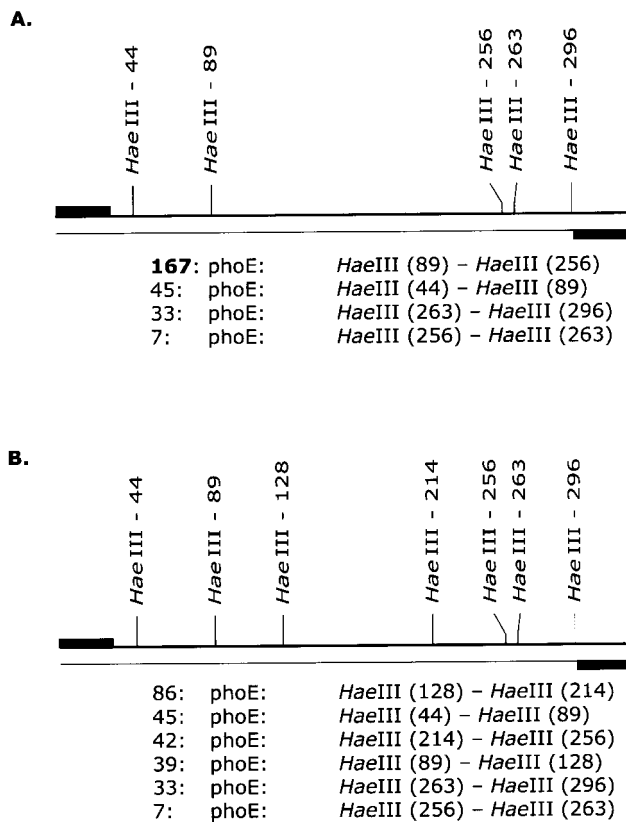 A.
HaeIII - 44
HaeIII - 89
HaeIII - 256
HaeIII - 263
HaeIII - 296
167: phoE: HaeIII (89) – HaeIII (256)
45: phoE: HaeIII (44) – HaeIII (89)
33: phoE: HaeIII (263) – HaeIII (296)
7: phoE: HaeIII (256) – HaeIII (263)
B.
HaeIII - 44
HaeIII - 89
HaeIII - 128
HaeIII - 214
HaeIII - 256
HaeIII - 263
HaeIII - 296
86: phoE: HaeIII (128) – HaeIII (214)
45: phoE: HaeIII (44) – HaeIII (89)
42: phoE: HaeIII (214) – HaeIII (256)
39: phoE: HaeIII (89) – HaeIII (128)
33: phoE: HaeIII (263) – HaeIII (296)
7: phoE: HaeIII (256) – HaeIII (263)